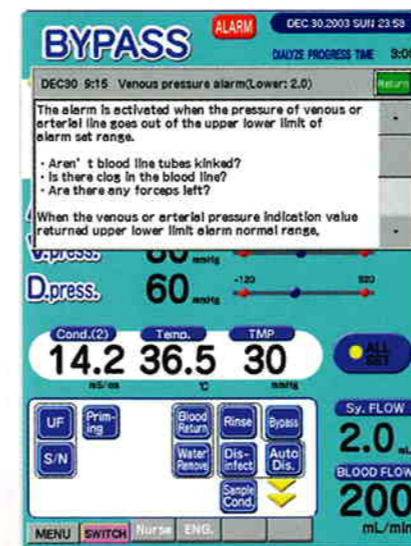 BYPASS
ALARM
DEC 30,2003 SUN 23:58
DIALYZE PROGRESS TIME 3:00
DEC30 9:15 Venous pressure alarm(Lower: 2.0)
Return
The alarm is activated when the pressure of venous or
arterial line goes out of the upper lower limit of
alarm set range.
· Aren't blood line tubes kinked?
· Is there clog in the blood line?
· Are there any forceps left?
When the venous or arterial pressure indication value
returned upper lower limit alarm normal range,
V.press. 80 mmHg
D.press. 60 mmHg -120 320
Cond.(2) Temp. TMP
14.2 36.5 30
mS/cm °C mmHg
ALL SET
UF Prim-ing Blood Return Rinse Bypass
S/N Water Remove Dis-infect Auto Dis.
Sample Cond.
Sy. FLOW
2.0
BLOOD FLOW
200
mL/min
MENU SWITCH Nurse ENG.